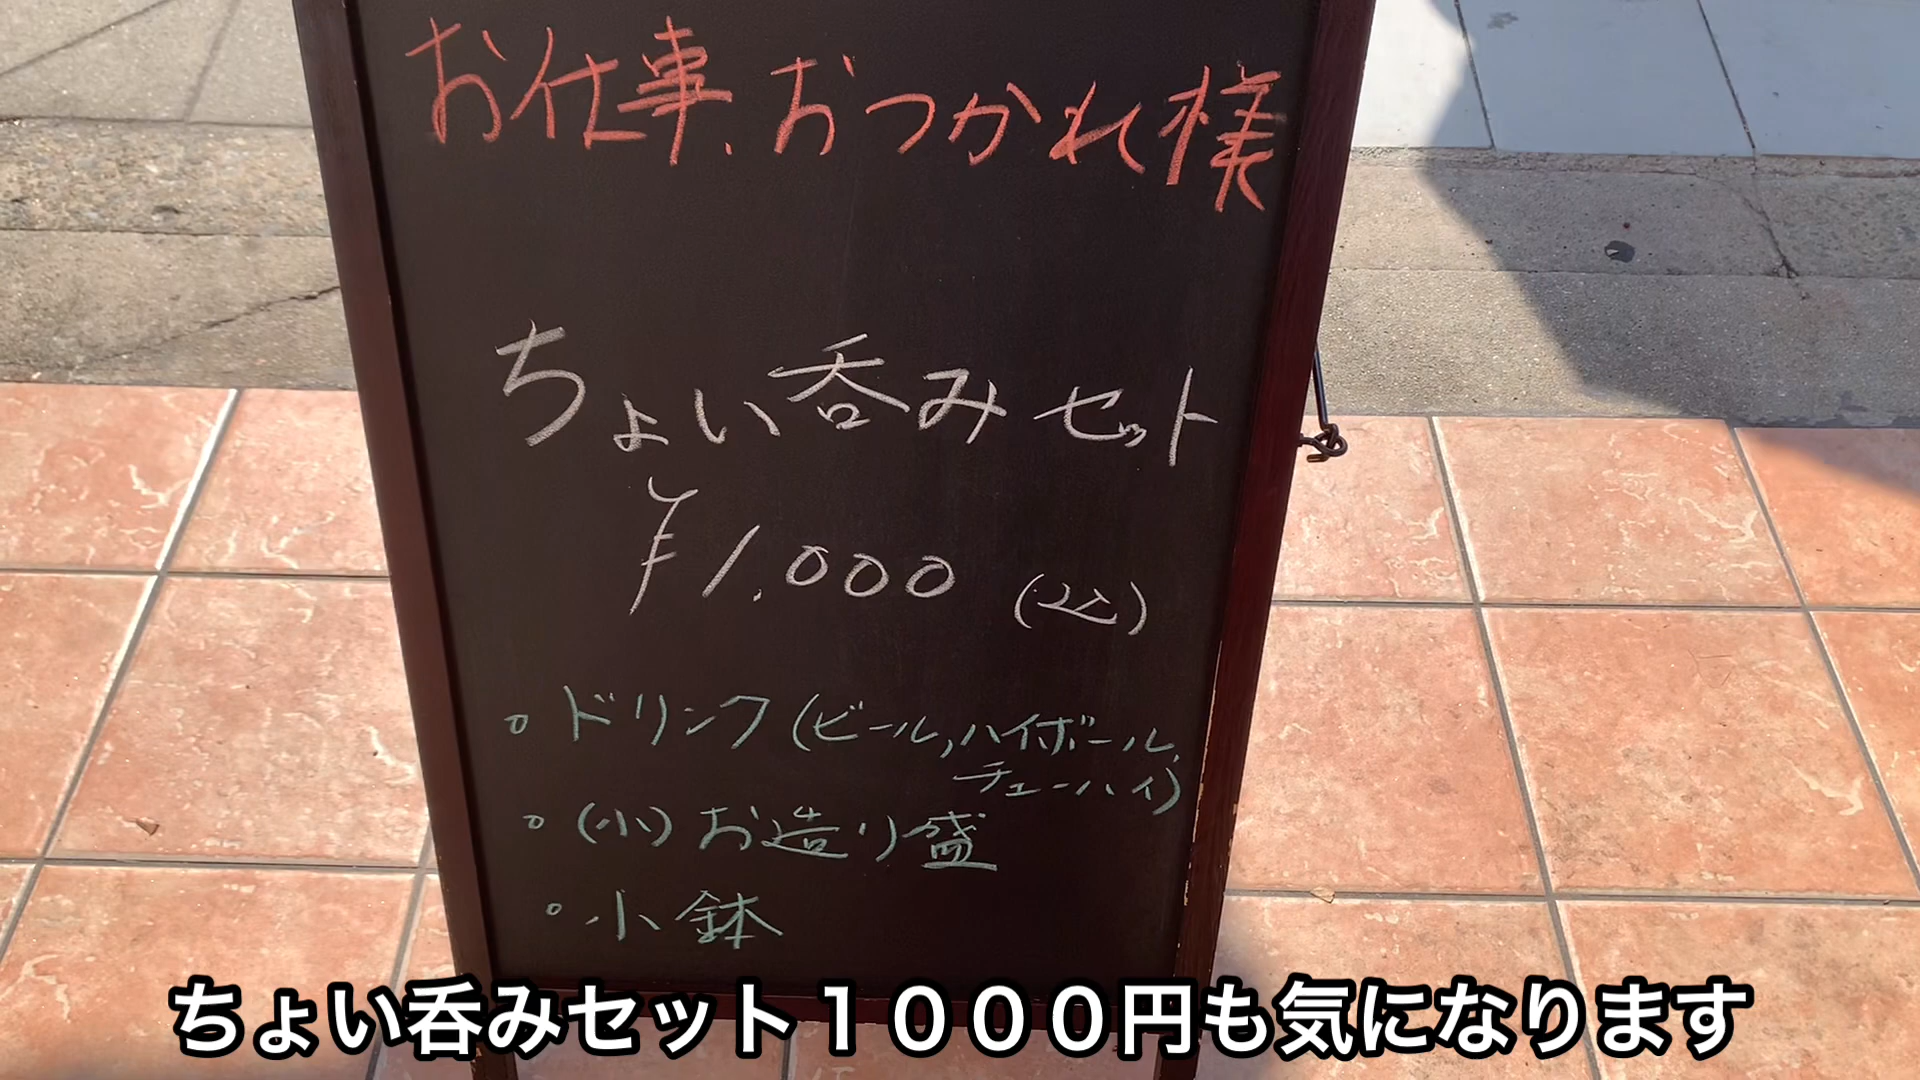 お仕事、おつかれ様
ちょい呑みセット
¥1.000(込)
・ドリンク(ビール,ハイボール,
チューハイ)
・(小)お造り盛
・小鉢
ちょい呑みセット１０００円も気になります